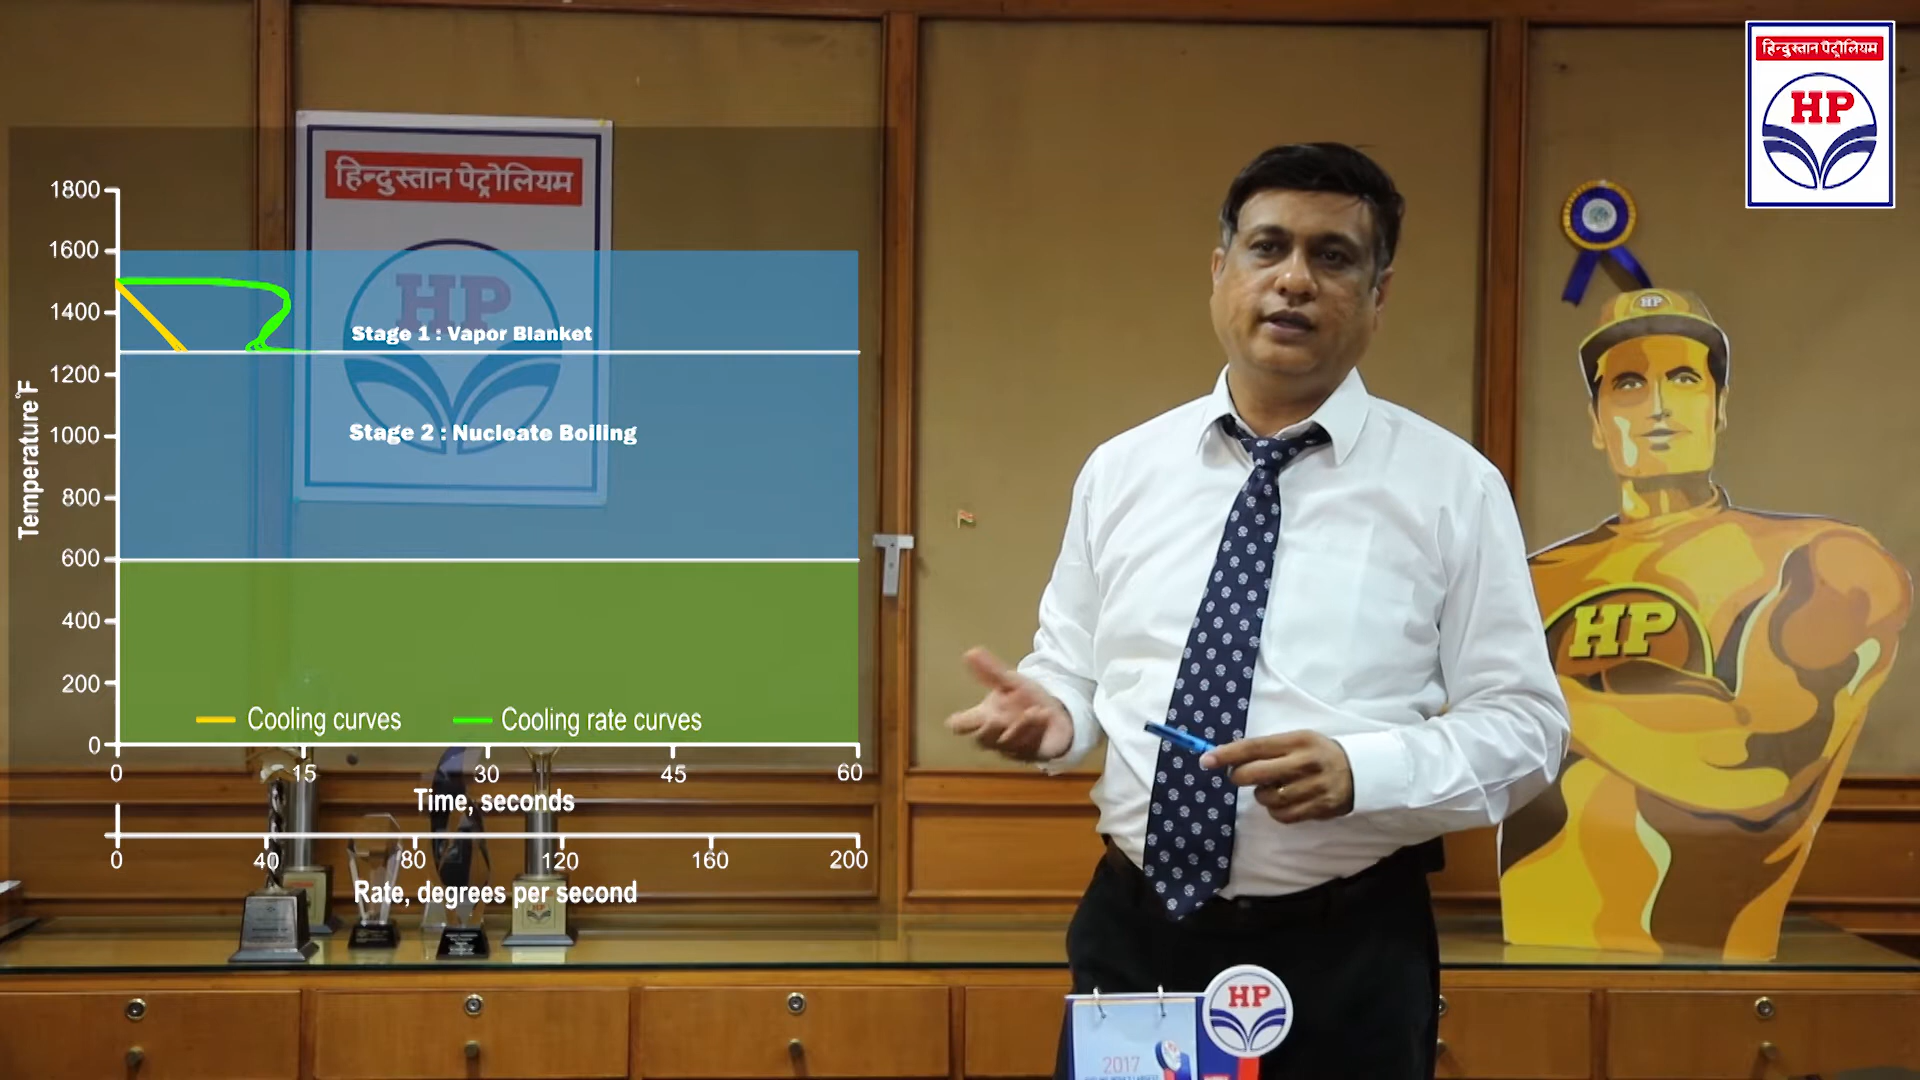 हिन्दुस्तान पेट्रोलियम
HP
हिन्दुस्तान पेट्रोलियम
HP
1800
1600
1400
1200
1000
800
600
400
200
0
Temperature°F
Stage 1 : Vapor Blanket
Stage 2 : Nucleate Boiling
Cooling curves
Cooling rate curves
0 15 30 45 60
Time, seconds
0 40 80 120 160 200
Rate, degrees per second
HP
HP
HP
HP
2017